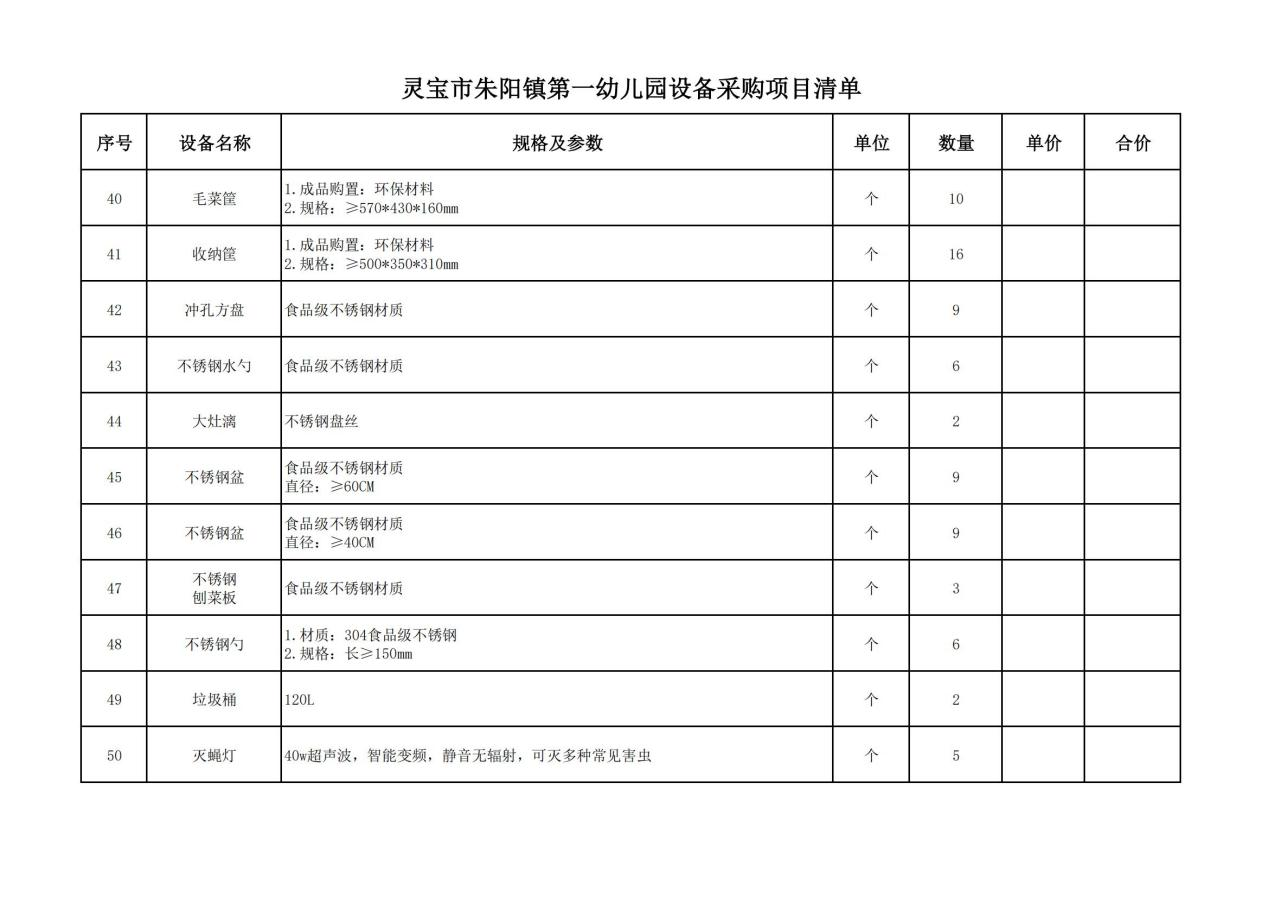 灵宝市朱阳镇第一幼儿园设备采购项目清单
序号 设备名称 规格及参数 单位 数量 单价 合价
40 毛菜筐 1.成品购置：环保材料
2.规格：≥570*430*160mm 个 10
41 收纳筐 1.成品购置：环保材料
2.规格：≥500*350*310mm 个 16
42 冲孔方盘 食品级不锈钢材质 个 9
43 不锈钢水勺 食品级不锈钢材质 个 6
44 大灶漓 不锈钢盘丝 个 2
45 不锈钢盆 食品级不锈钢材质
直径：≥60CM 个 9
46 不锈钢盆 食品级不锈钢材质
直径：≥40CM 个 9
47 不锈钢
刨菜板 食品级不锈钢材质 个 3
48 不锈钢勺 1.材质：304食品级不锈钢
2.规格：长≥150mm 个 6
49 垃圾桶 120L 个 2
50 灭蝇灯 40w超声波，智能变频，静音无辐射，可灭多种常见害虫 个 5